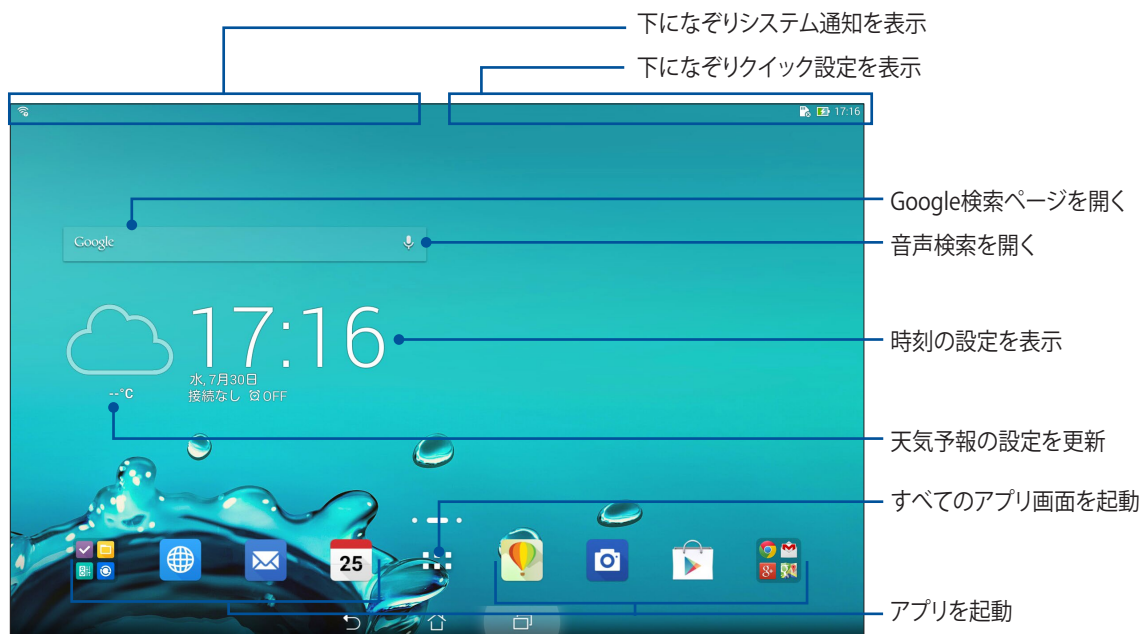 下になぞりシステム通知を表示
下になぞりクイック設定を表示
17:16
Google検索ページを開く
Google
音声検索を開く
17:16
時刻の設定を表示
水, 7月30日
接続なし OFF
--°C
天気予報の設定を更新
すべてのアプリ画面を起動
25
8+
アプリを起動